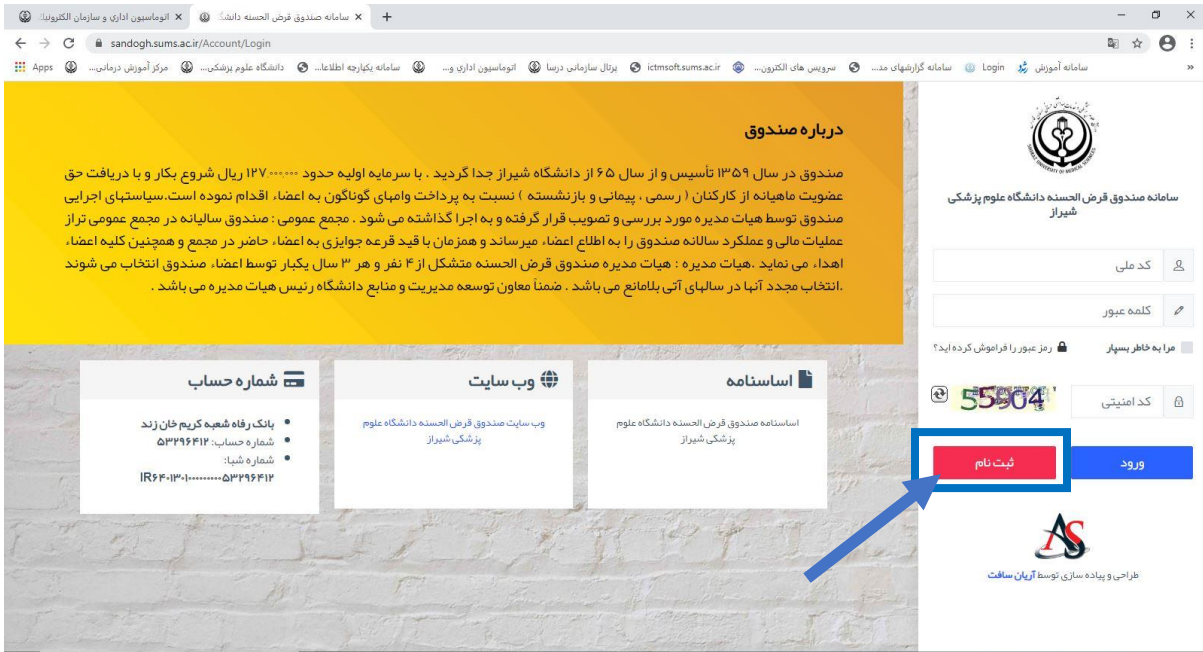 اتوماسیون اداری و سازمان الکترونیک
سامانه صندوق قرض الحسنه دانشگ
sandogh.sums.ac.ir/Account/Login
Apps
مرکز آموزش درمانی...
دانشگاه علوم پزشکی...
سامانه یکپارچه اطلاعا...
اتوماسیون اداری و...
پرتال سازمانی درسا
ictmsoft.sums.ac.ir
سرویس های الکترون...
سامانه گزارشهای مد...
Login
سامانه آموزش
درباره صندوق
صندوق در سال ۱۳۵۹ تأسیس و از سال ۶۵ از دانشگاه شیراز جدا گردید . با سرمایه اولیه حدود ۱۲۷,۰۰۰,۰۰۰ ریال شروع بکار و با دریافت حق
عضویت ماهیانه از کارکنان ( رسمی ، پیمانی و بازنشسته ) نسبت به پرداخت وامهای گوناگون به اعضاء اقدام نموده است.سیاستهای اجرایی
صندوق توسط هیات مدیره مورد بررسی و تصویب قرار گرفته و به اجرا گذاشته می شود . مجمع عمومی : صندوق سالیانه در مجمع عمومی تراز
عملیات مالی و عملکرد سالانه صندوق را به اطلاع اعضاء میرساند و همزمان با قید قرعه جوایزی به اعضاء حاضر در مجمع و همچنین کلیه اعضاء
اهداء می نماید .هیات مدیره : هیات مدیره صندوق قرض الحسنه متشکل از ۴ نفر و هر ۳ سال یکبار توسط اعضاء صندوق انتخاب می شوند
.انتخاب مجدد آنها در سالهای آتی بلامانع می باشد . ضمناً معاون توسعه مدیریت و منابع دانشگاه رئیس هیات مدیره می باشد .
اساسنامه
اساسنامه صندوق قرض الحسنه دانشگاه علوم
پزشکی شیراز
وب سایت
وب سایت صندوق قرض الحسنه دانشگاه علوم
پزشکی شیراز
شماره حساب
بانک رفاه شعبه کریم خان زند
شماره حساب: ۵۳۲۹۶۴۱۲
شماره شبا:
سامانه صندوق قرض الحسنه دانشگاه علوم پزشکی
شیراز
کد ملی
کلمه عبور
مرا به خاطر بسپار
رمز عبور را فراموش کرده اید؟
کد امنیتی
55904
ورود
ثبت نام
AS
طراحی و پیاده سازی توسط آریان سافت